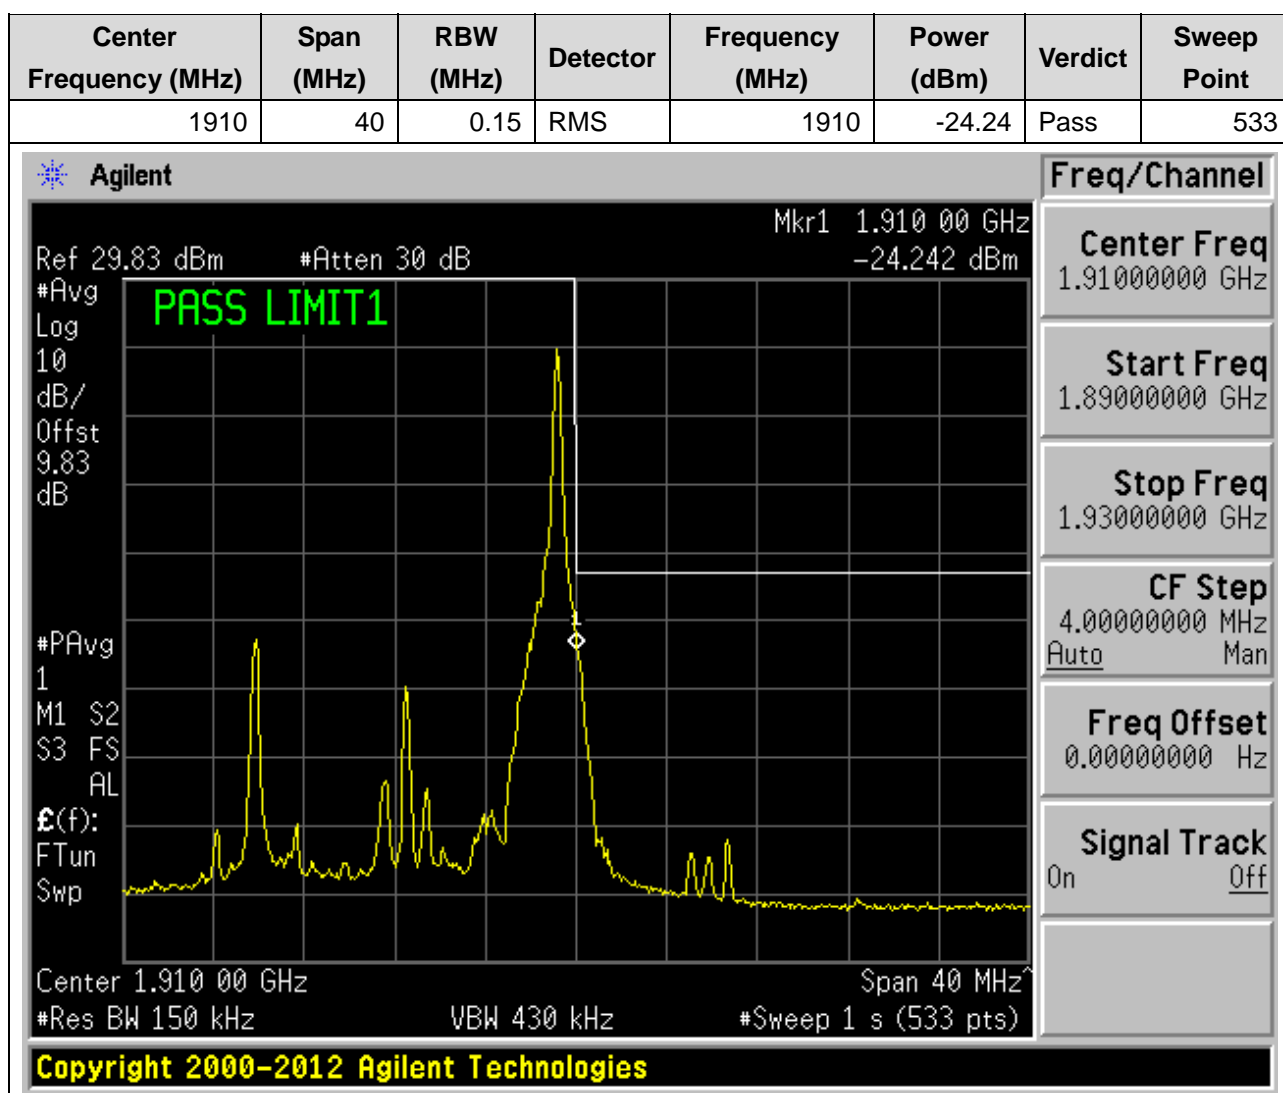 Center Frequency (MHz) Span (MHz) RBW (MHz) Detector Frequency (MHz) Power (dBm) Verdict Sweep Point
1910 40 0.15 RMS 1910 -24.24 Pass 533
Agilent
Freq/Channel
Mkr1 1.910 00 GHz
Ref 29.83 dBm #Atten 30 dB -24.242 dBm
#Avg
Log
10
dB/
Offst
9.83
dB
PASS LIMIT1
1
#PAvg
1
M1 S2
S3 FS
AL
£(f):
FTun
Swp
Center 1.910 00 GHz Span 40 MHz^
#Res BW 150 kHz VBW 430 kHz #Sweep 1 s (533 pts)
Center Freq
1.91000000 GHz
Start Freq
1.89000000 GHz
Stop Freq
1.93000000 GHz
CF Step
4.00000000 MHz
Auto Man
Freq Offset
0.00000000 Hz
Signal Track
On Off
Copyright 2000-2012 Agilent Technologies